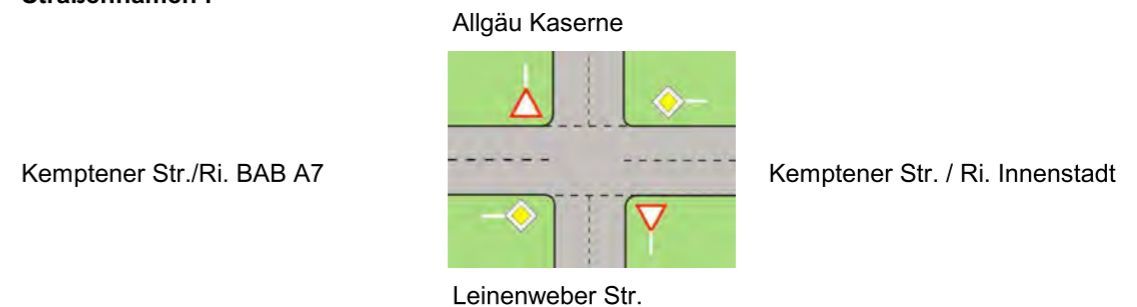 Straßennamen :
Allgäu Kaserne
Kemptener Str./Ri. BAB A7
Kemptener Str. / Ri. Innenstadt
Leinenweber Str.